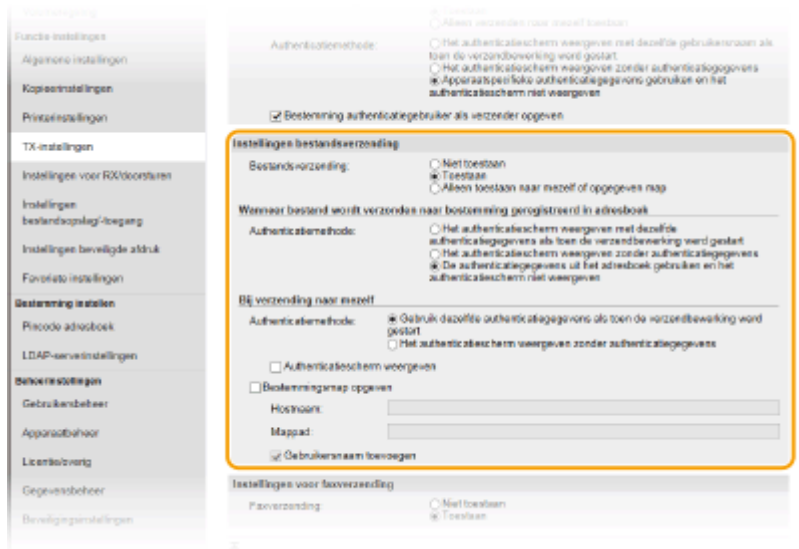 Functie-instellingen
Algemene instellingen
Kopieerinstellingen
Printerinstellingen
TX-instellingen
Instellingen voor RX/doorsturen
Instellingen
bestandsopslag/-toegang
Instellingen beveiligde afdruk
Favoriete instellingen
Bestemming instellen
Pincode adresboek
LDAP-serverinstellingen
Beheerinstellingen
Gebruikersbeheer
Apparaatbeheer
Licentie/overig
Gegevensbeheer
Beveiligingsinstellingen
Toestaan
Alleen verzenden naar mezelf toestaan
Authenticatiemethode:
Het authenticatiescherm weergeven met dezelfde gebruikersnaam als
toen de verzendbewerking werd gestart
Het authenticatiescherm weergeven zonder authenticatiegegevens
Apparaatspecifieke authenticatiegegevens gebruiken en het
authenticatiescherm niet weergeven
Bestemming authenticatiegebruiker als verzender opgeven
Instellingen bestandsverzending
Bestandsverzending:
Niet toestaan
Toestaan
Alleen toestaan naar mezelf of opgegeven map
Wanneer bestand wordt verzonden naar bestemming geregistreerd in adresboek
Authenticatiemethode:
Het authenticatiescherm weergeven met dezelfde
authenticatiegegevens als toen de verzendbewerking werd gestart
Het authenticatiescherm weergeven zonder authenticatiegegevens
De authenticatiegegevens uit het adresboek gebruiken en het
authenticatiescherm niet weergeven
Bij verzending naar mezelf
Authenticatiemethode:
Gebruik dezelfde authenticatiegegevens als toen de verzendbewerking werd
gestart
Het authenticatiescherm weergeven zonder authenticatiegegevens
Authenticatiescherm weergeven
Bestemmingsmap opgeven
Hostnaam:
Mappad:
Gebruikersnaam toevoegen
Instellingen voor faxverzending
Faxverzending:
Niet toestaan
Toestaan